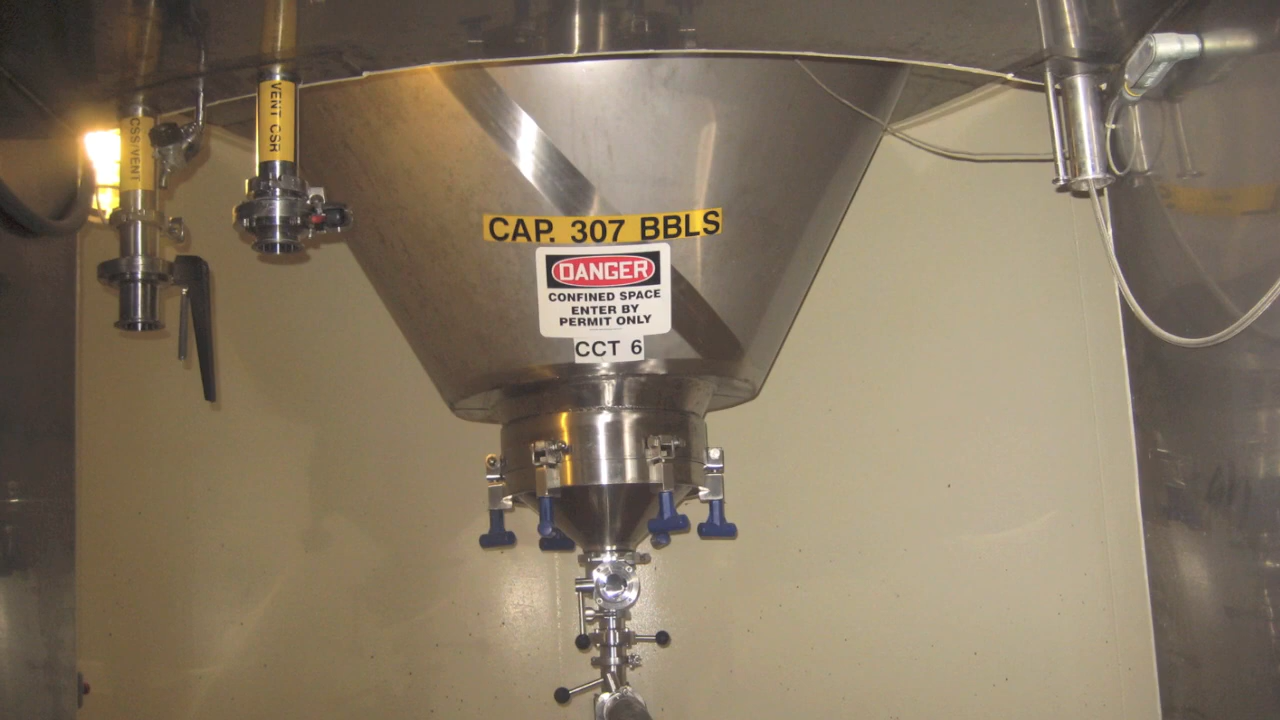 CSS/VENT
VENT CSR
CAP. 307 BBLS
DANGER
CONFINED SPACE
ENTER BY
PERMIT ONLY
CCT 6